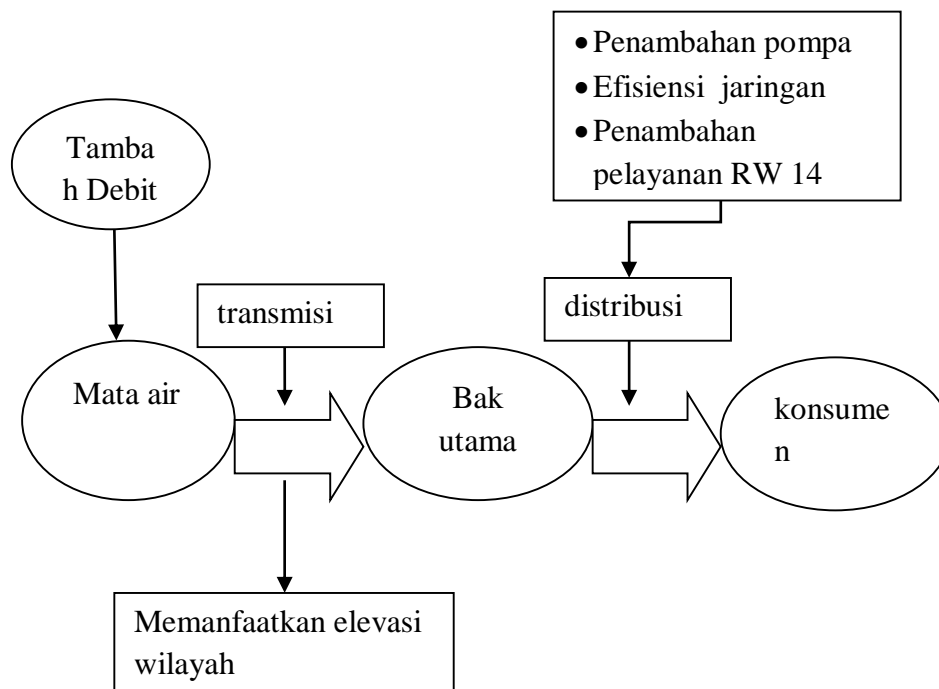 • Penambahan pompa
• Efisiensi jaringan
• Penambahan
pelayanan RW 14
Tamba
h Debit
transmisi
distribusi
Mata air
Bak
utama
konsume
n
Memanfaatkan elevasi
wilayah